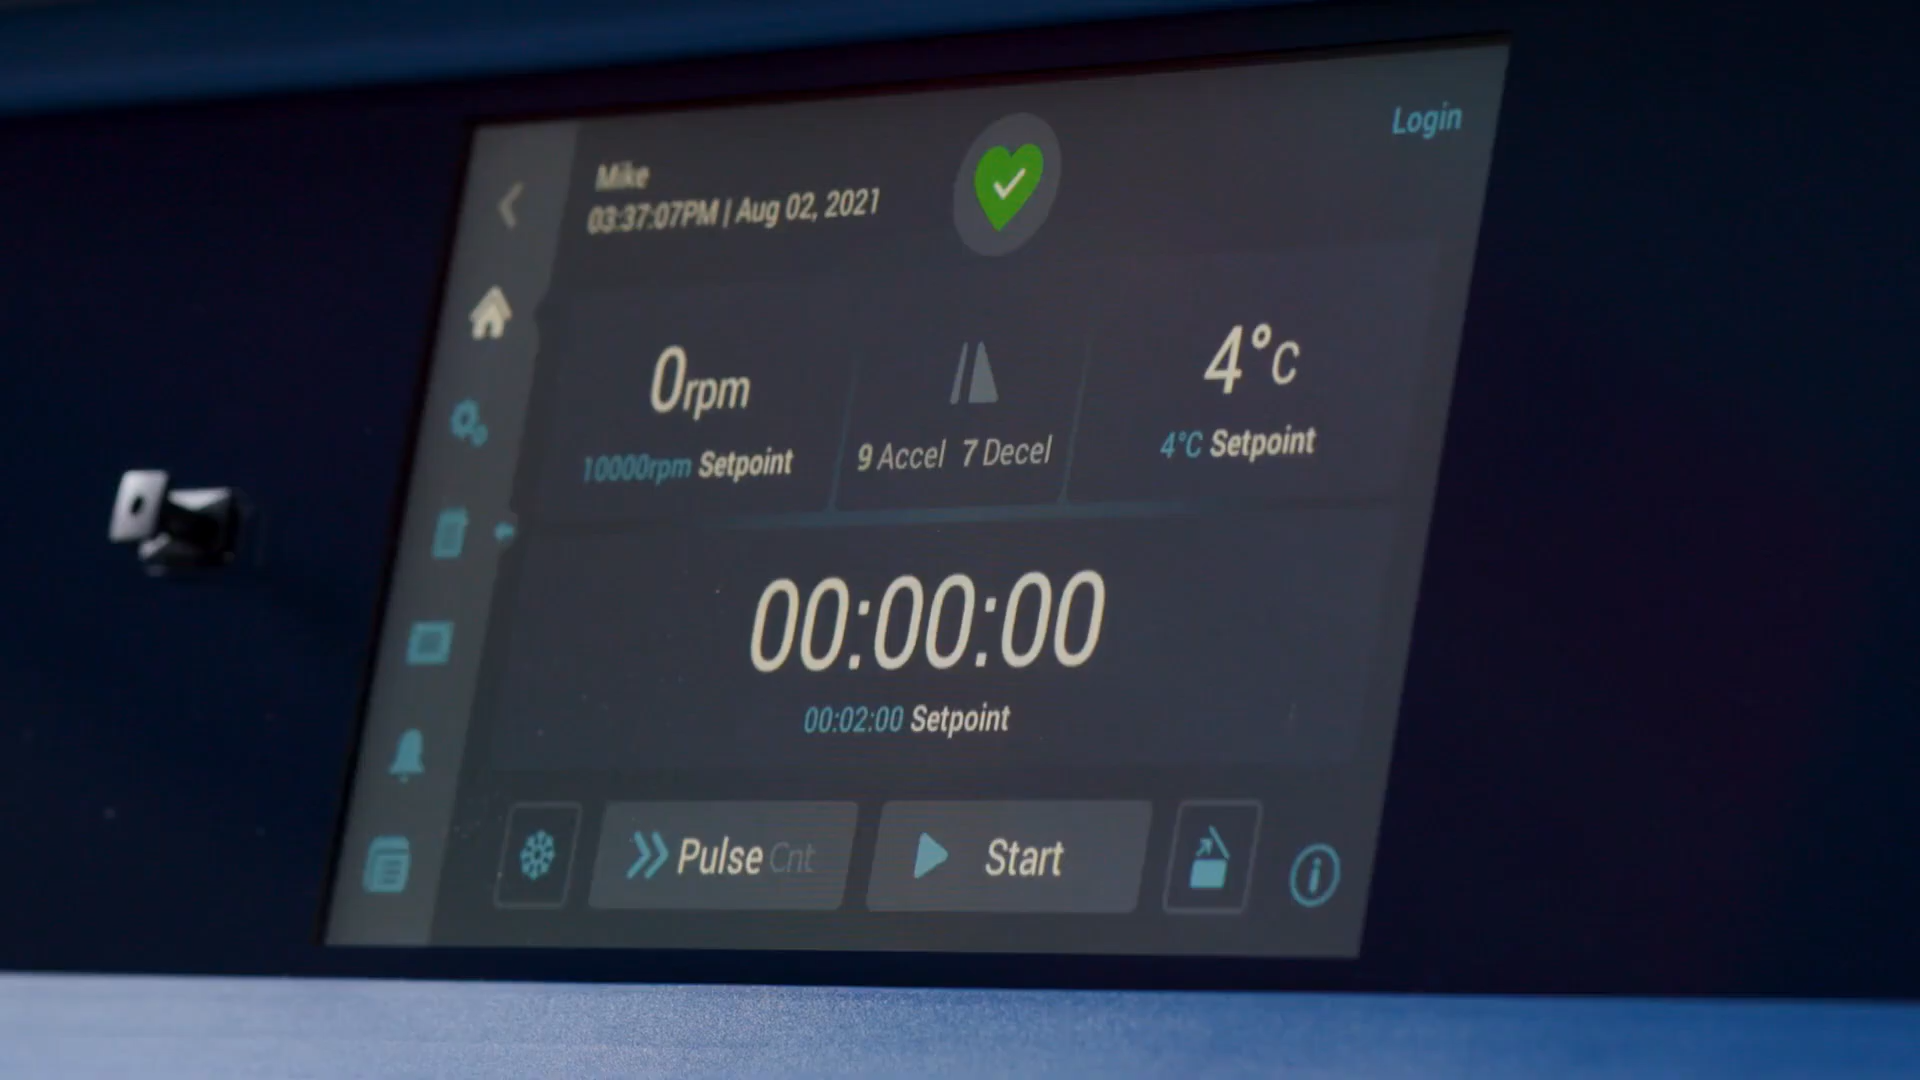 Login
Mike
03:37:07PM | Aug 02, 2021
0rpm
10000rpm Setpoint
9 Accel 7 Decel
4°C
4°C Setpoint
00:00:00
00:02:00 Setpoint
Pulse Cnt
Start